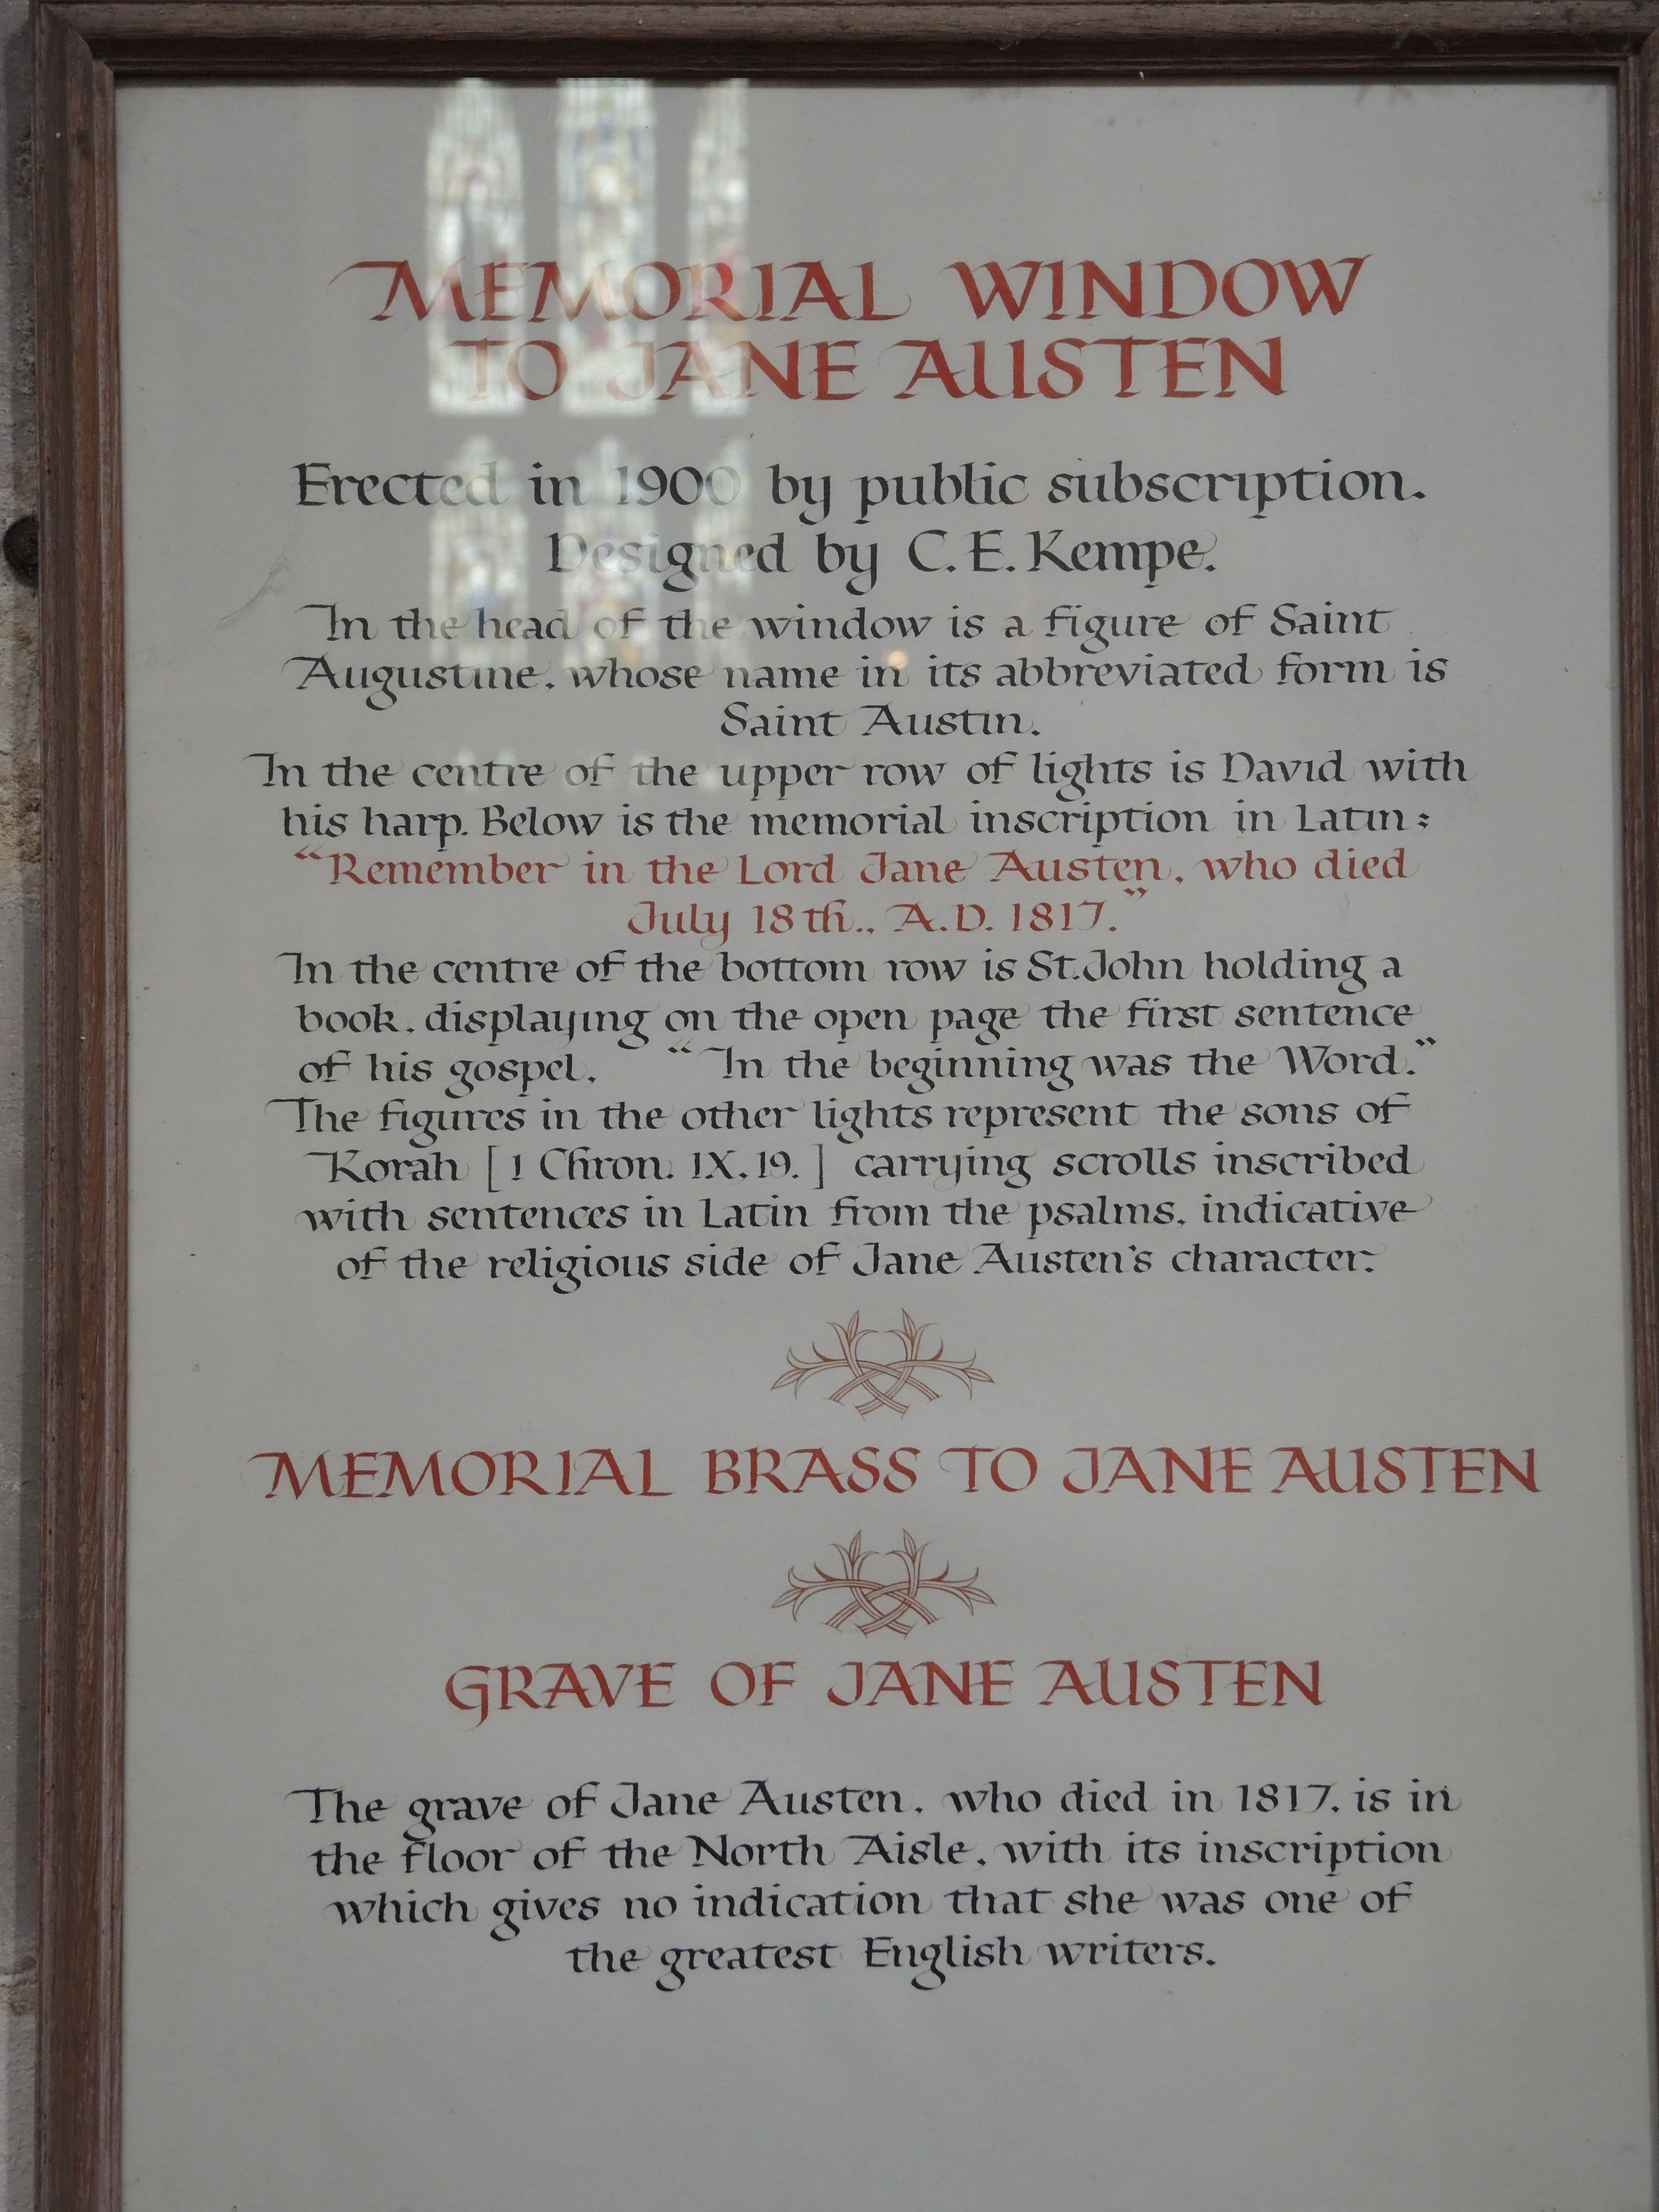 MEMORIAL WINDOW
TO JANE AUSTEN
Erected in 1900 by public subscription.
Designed by C. E. Kempe.
In the head of the window is a figure of Saint
Augustine, whose name in its abbreviated form is
Saint Austin.
In the centre of the upper row of lights is David with
his harp. Below is the memorial inscription in Latin:
“Remember in the Lord Jane Austen, who died
July 18th., A.D. 1817.”
In the centre of the bottom row is St. John holding a
book, displaying on the open page the first sentence
of his gospel, “In the beginning was the Word.”
The figures in the other lights represent the sons of
Korah [1 Chron. IX, 19.] carrying scrolls inscribed
with sentences in Latin from the psalms, indicative
of the religious side of Jane Austen's character.
MEMORIAL BRASS TO JANE AUSTEN
GRAVE OF JANE AUSTEN
The grave of Jane Austen, who died in 1817, is in
the floor of the North Aisle, with its inscription
which gives no indication that she was one of
the greatest English writers.